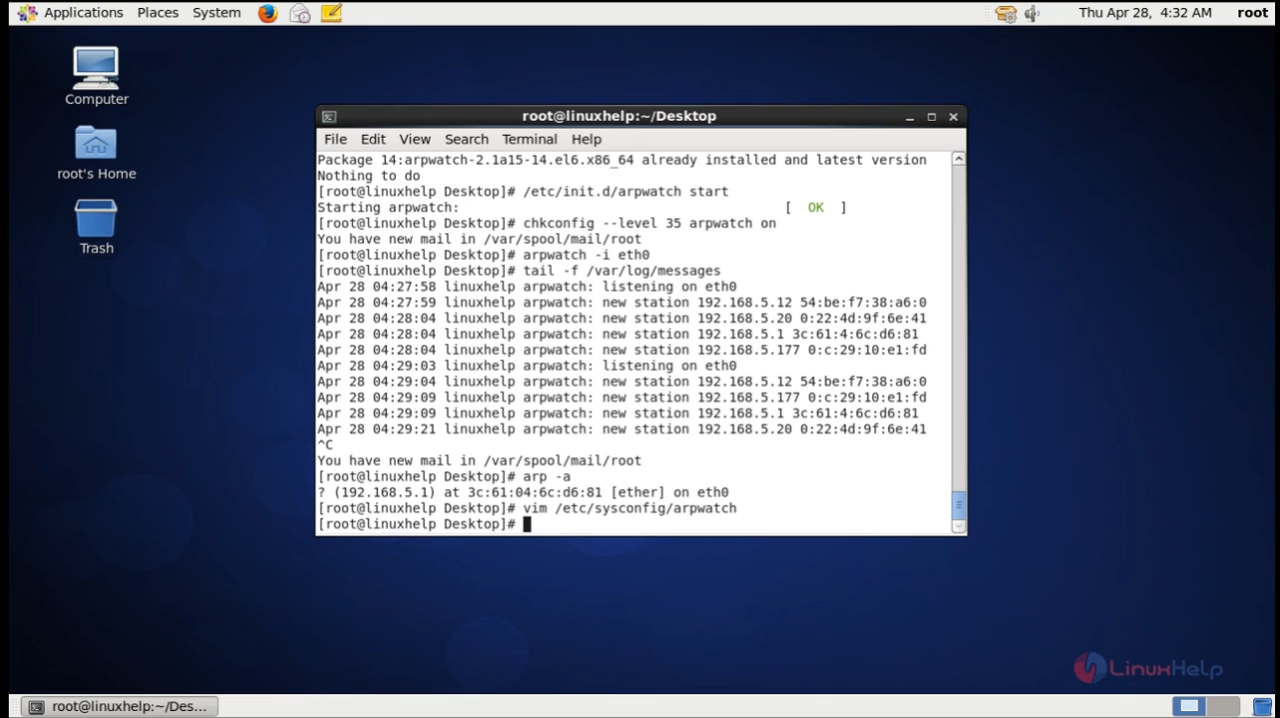 Applications Places System
Thu Apr 28, 4:32 AM root
Computer
root's Home
Trash
root@linuxhelp:~/Desktop
File Edit View Search Terminal Help
Package 14:arpwatch-2.1a15-14.el6.x86_64 already installed and latest version
Nothing to do
[root@linuxhelp Desktop]# /etc/init.d/arpwatch start
Starting arpwatch: [ OK ]
[root@linuxhelp Desktop]# chkconfig --level 35 arpwatch on
You have new mail in /var/spool/mail/root
[root@linuxhelp Desktop]# arpwatch -i eth0
[root@linuxhelp Desktop]# tail -f /var/log/messages
Apr 28 04:27:58 linuxhelp arpwatch: listening on eth0
Apr 28 04:27:59 linuxhelp arpwatch: new station 192.168.5.12 54:be:f7:38:a6:0
Apr 28 04:28:04 linuxhelp arpwatch: new station 192.168.5.20 0:22:4d:9f:6e:41
Apr 28 04:28:04 linuxhelp arpwatch: new station 192.168.5.1 3c:61:4:6c:d6:81
Apr 28 04:28:04 linuxhelp arpwatch: new station 192.168.5.177 0:c:29:10:e1:fd
Apr 28 04:29:03 linuxhelp arpwatch: listening on eth0
Apr 28 04:29:04 linuxhelp arpwatch: new station 192.168.5.12 54:be:f7:38:a6:0
Apr 28 04:29:09 linuxhelp arpwatch: new station 192.168.5.177 0:c:29:10:e1:fd
Apr 28 04:29:09 linuxhelp arpwatch: new station 192.168.5.1 3c:61:4:6c:d6:81
Apr 28 04:29:21 linuxhelp arpwatch: new station 192.168.5.20 0:22:4d:9f:6e:41
^C
You have new mail in /var/spool/mail/root
[root@linuxhelp Desktop]# arp -a
? (192.168.5.1) at 3c:61:04:6c:d6:81 [ether] on eth0
[root@linuxhelp Desktop]# vim /etc/sysconfig/arpwatch
[root@linuxhelp Desktop]#
LinuxHelp
root@linuxhelp:~/Des...